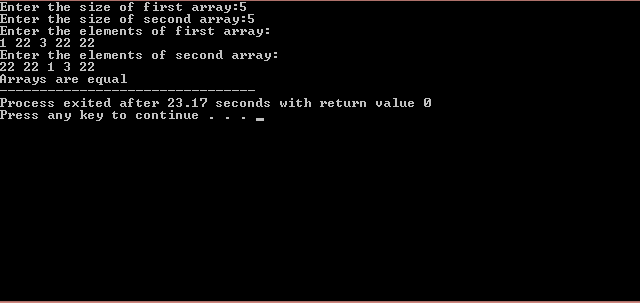 Enter the size of first array:5
Enter the size of second array:5
Enter the elements of first array:
1 22 3 22 22
Enter the elements of second array:
22 22 1 3 22
Arrays are equal
--------------------------------
Process exited after 23.17 seconds with return value 0
Press any key to continue . . . _